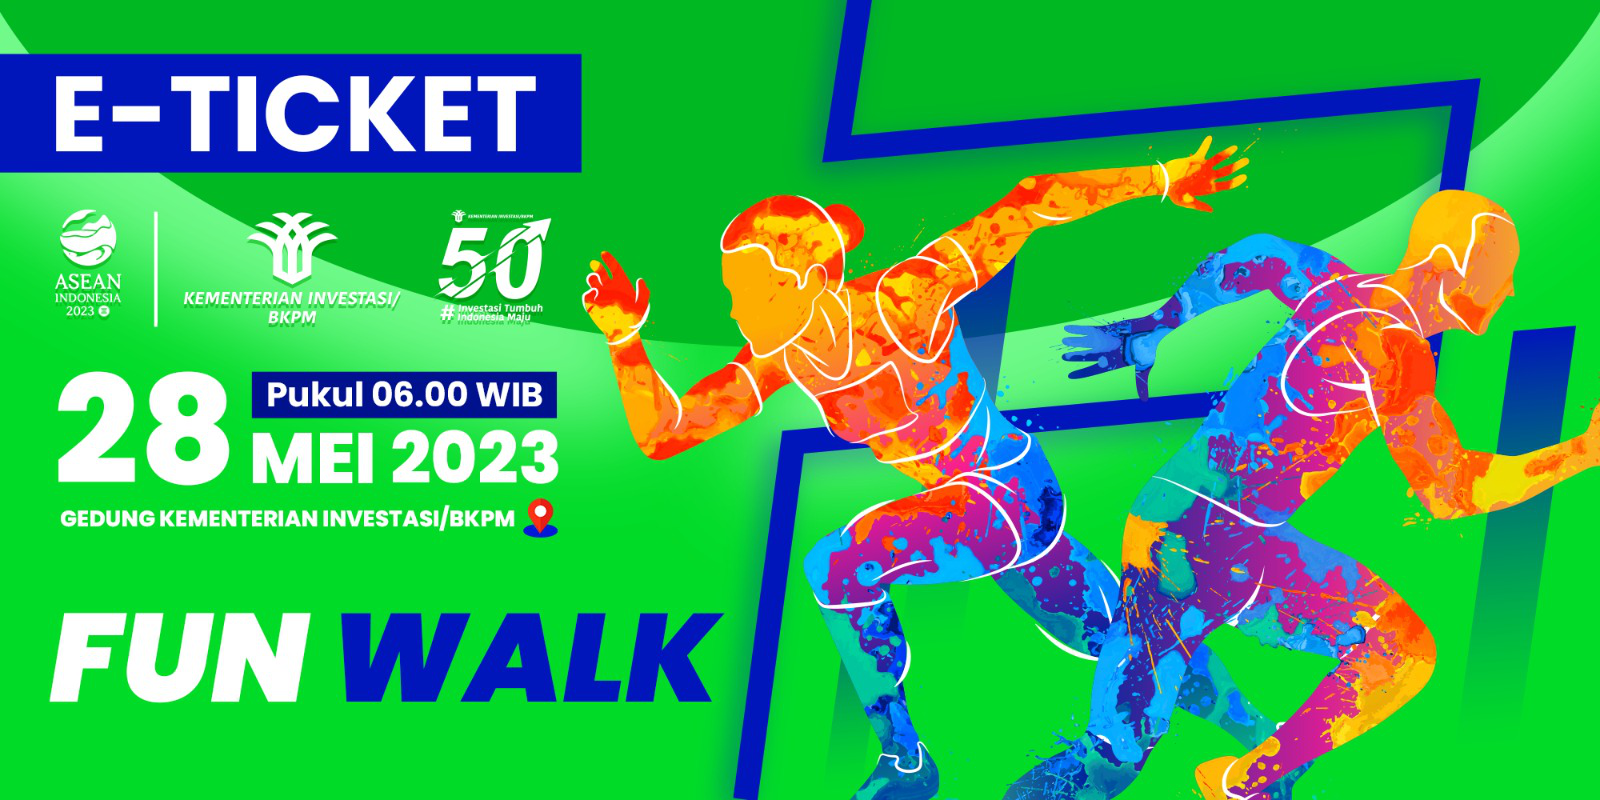 E-TICKET
ASEAN
INDONESIA
2023
KEMENTERIAN INVESTASI/
BKPM
KEMENTERIAN INVESTASI/BKPM
50
#Investasi Tumbuh
Indonesia Maju
28
Pukul 06.00 WIB
MEI 2023
GEDUNG KEMENTERIAN INVESTASI/BKPM
FUN WALK